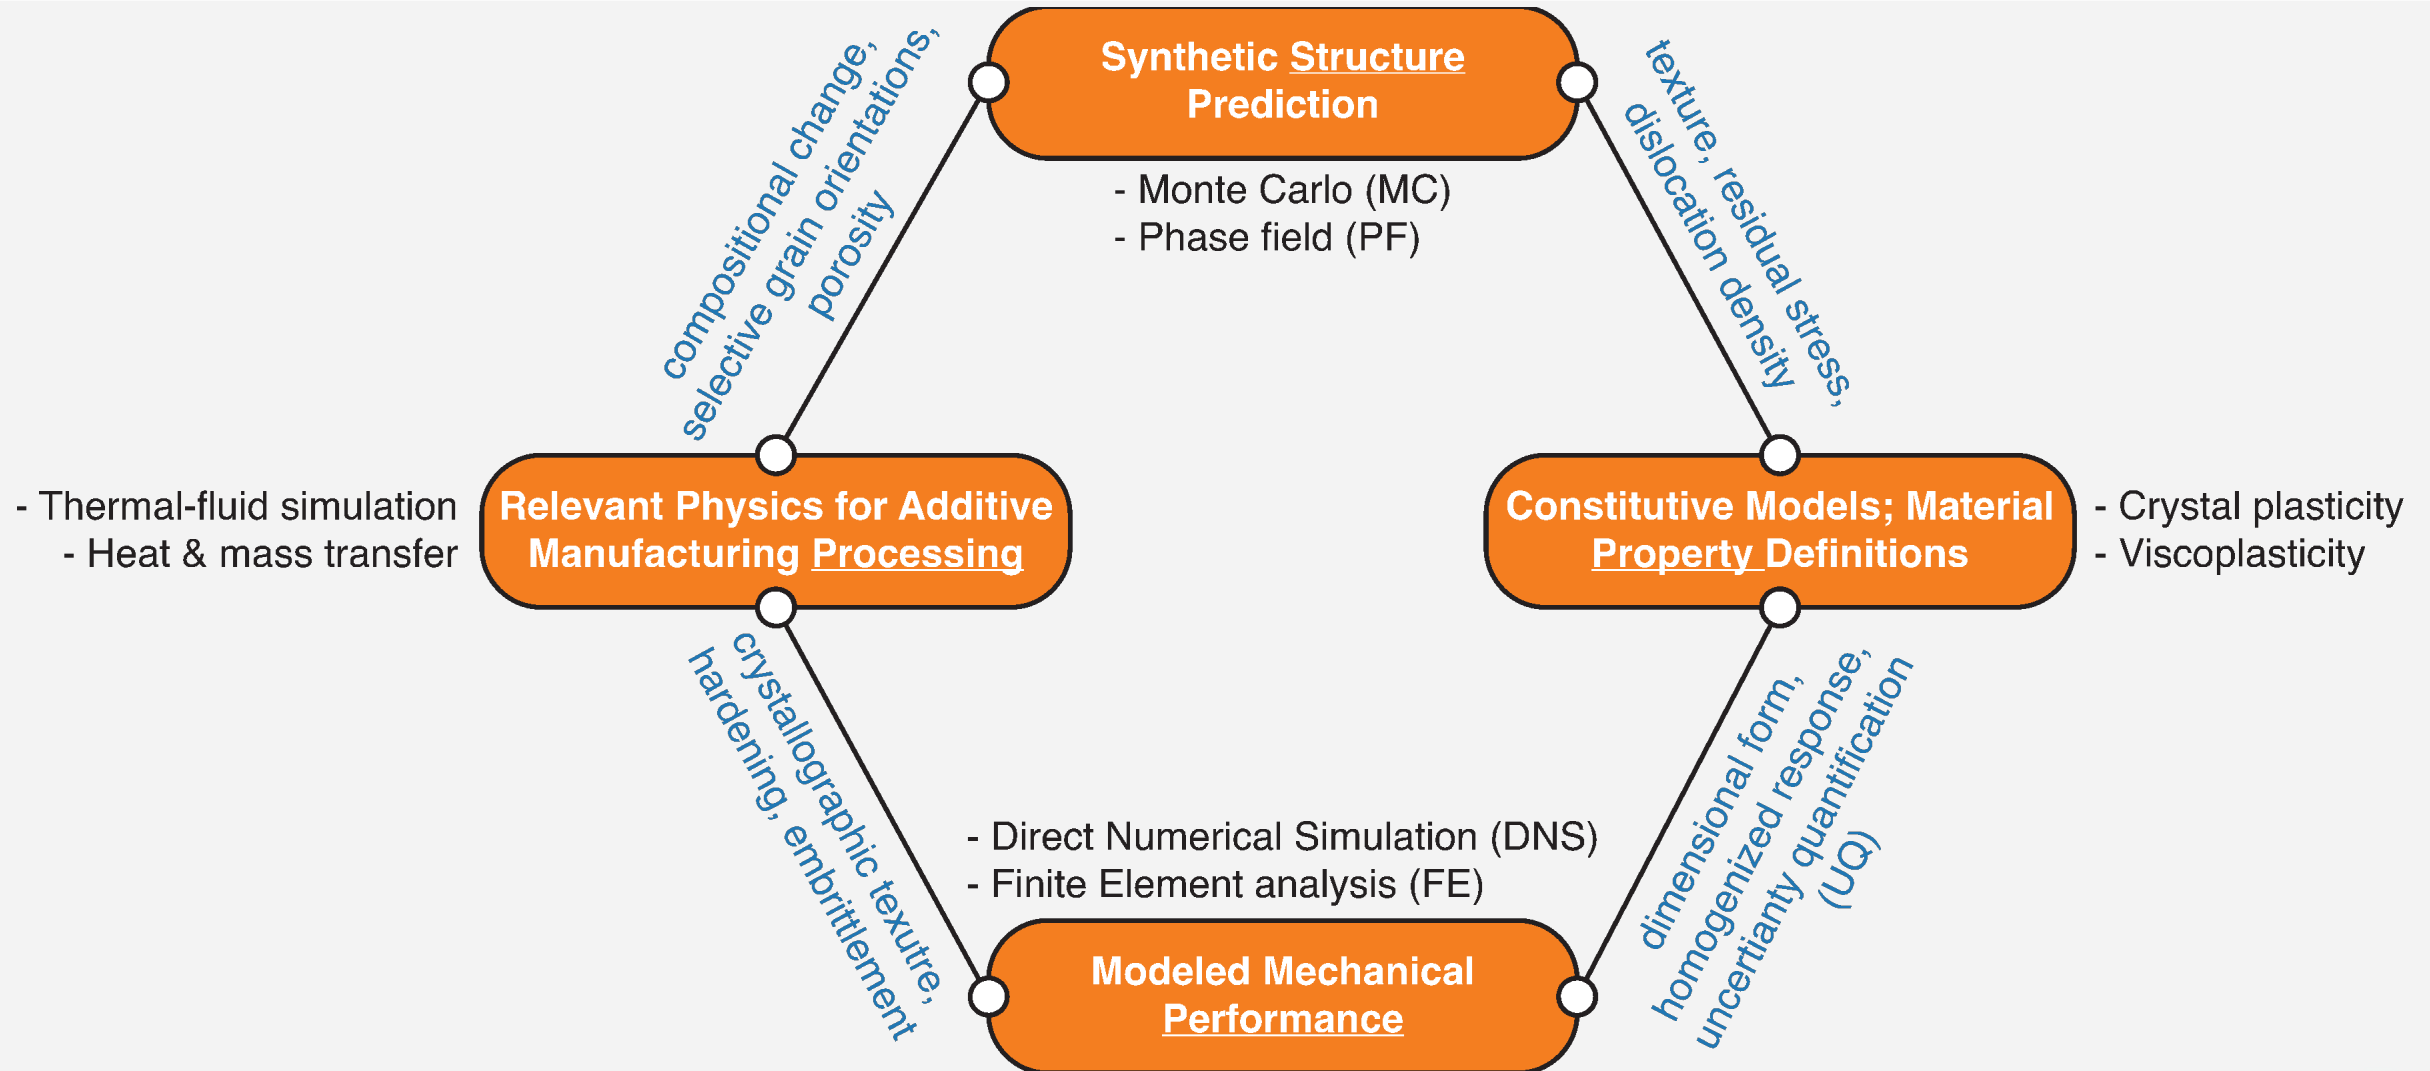 Synthetic Structure
Prediction
- Monte Carlo (MC)
- Phase field (PF)
compositional change,
selective grain orientations,
porosity
texture, residual stress,
dislocation density
- Thermal-fluid simulation
- Heat & mass transfer
Relevant Physics for Additive
Manufacturing Processing
Constitutive Models; Material
Property Definitions
- Crystal plasticity
- Viscoplasticity
crystallographic texutre,
hardening, embrittlement
dimensional form,
homogenized response,
uncertianty quantification
(UQ)
- Direct Numerical Simulation (DNS)
- Finite Element analysis (FE)
Modeled Mechanical
Performance